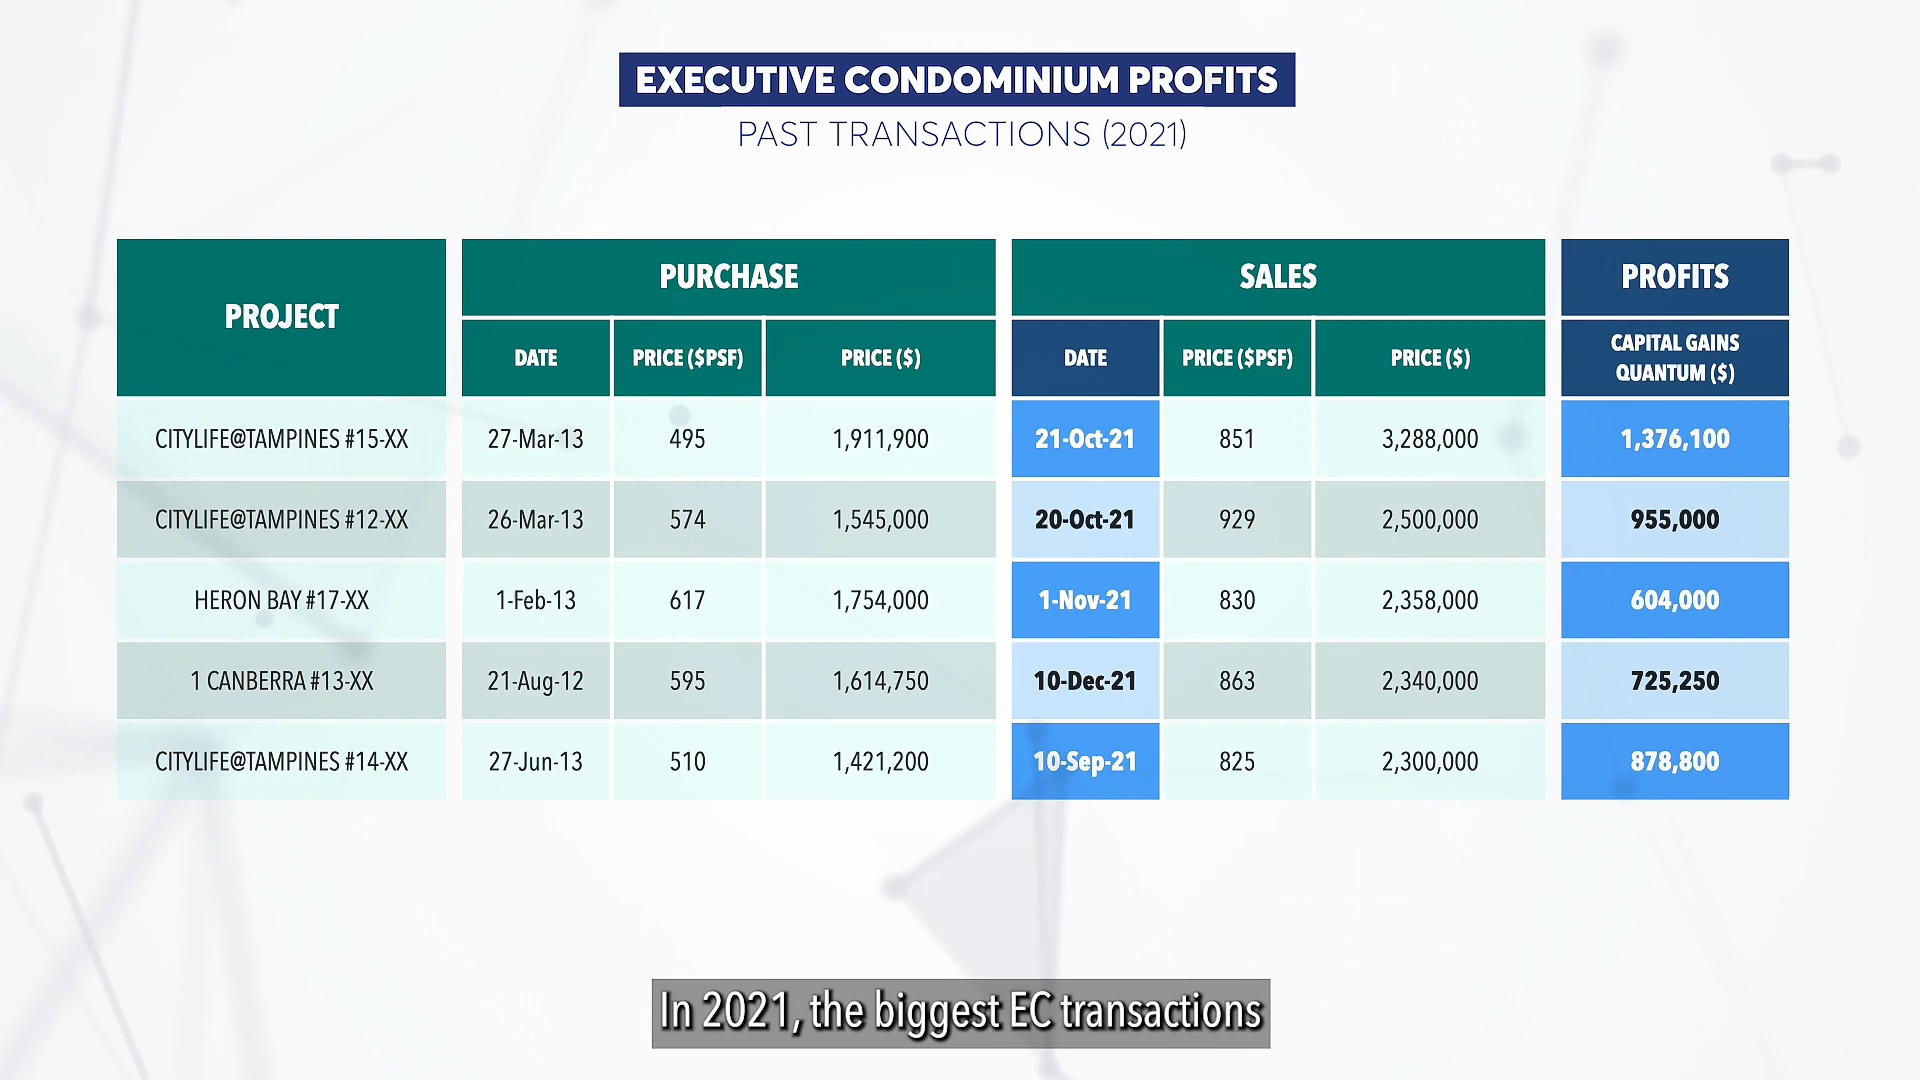 EXECUTIVE CONDOMINIUM PROFITS
PAST TRANSACTIONS (2021)
PROJECT PURCHASE SALES PROFITS
DATE PRICE ($PSF) PRICE ($) DATE PRICE ($PSF) PRICE ($) CAPITAL GAINS QUANTUM ($)
CITYLIFE@TAMPINES #15-XX 27-Mar-13 495 1,911,900 21-Oct-21 851 3,288,000 1,376,100
CITYLIFE@TAMPINES #12-XX 26-Mar-13 574 1,545,000 20-Oct-21 929 2,500,000 955,000
HERON BAY #17-XX 1-Feb-13 617 1,754,000 1-Nov-21 830 2,358,000 604,000
1 CANBERRA #13-XX 21-Aug-12 595 1,614,750 10-Dec-21 863 2,340,000 725,250
CITYLIFE@TAMPINES #14-XX 27-Jun-13 510 1,421,200 10-Sep-21 825 2,300,000 878,800
In 2021, the biggest EC transactions